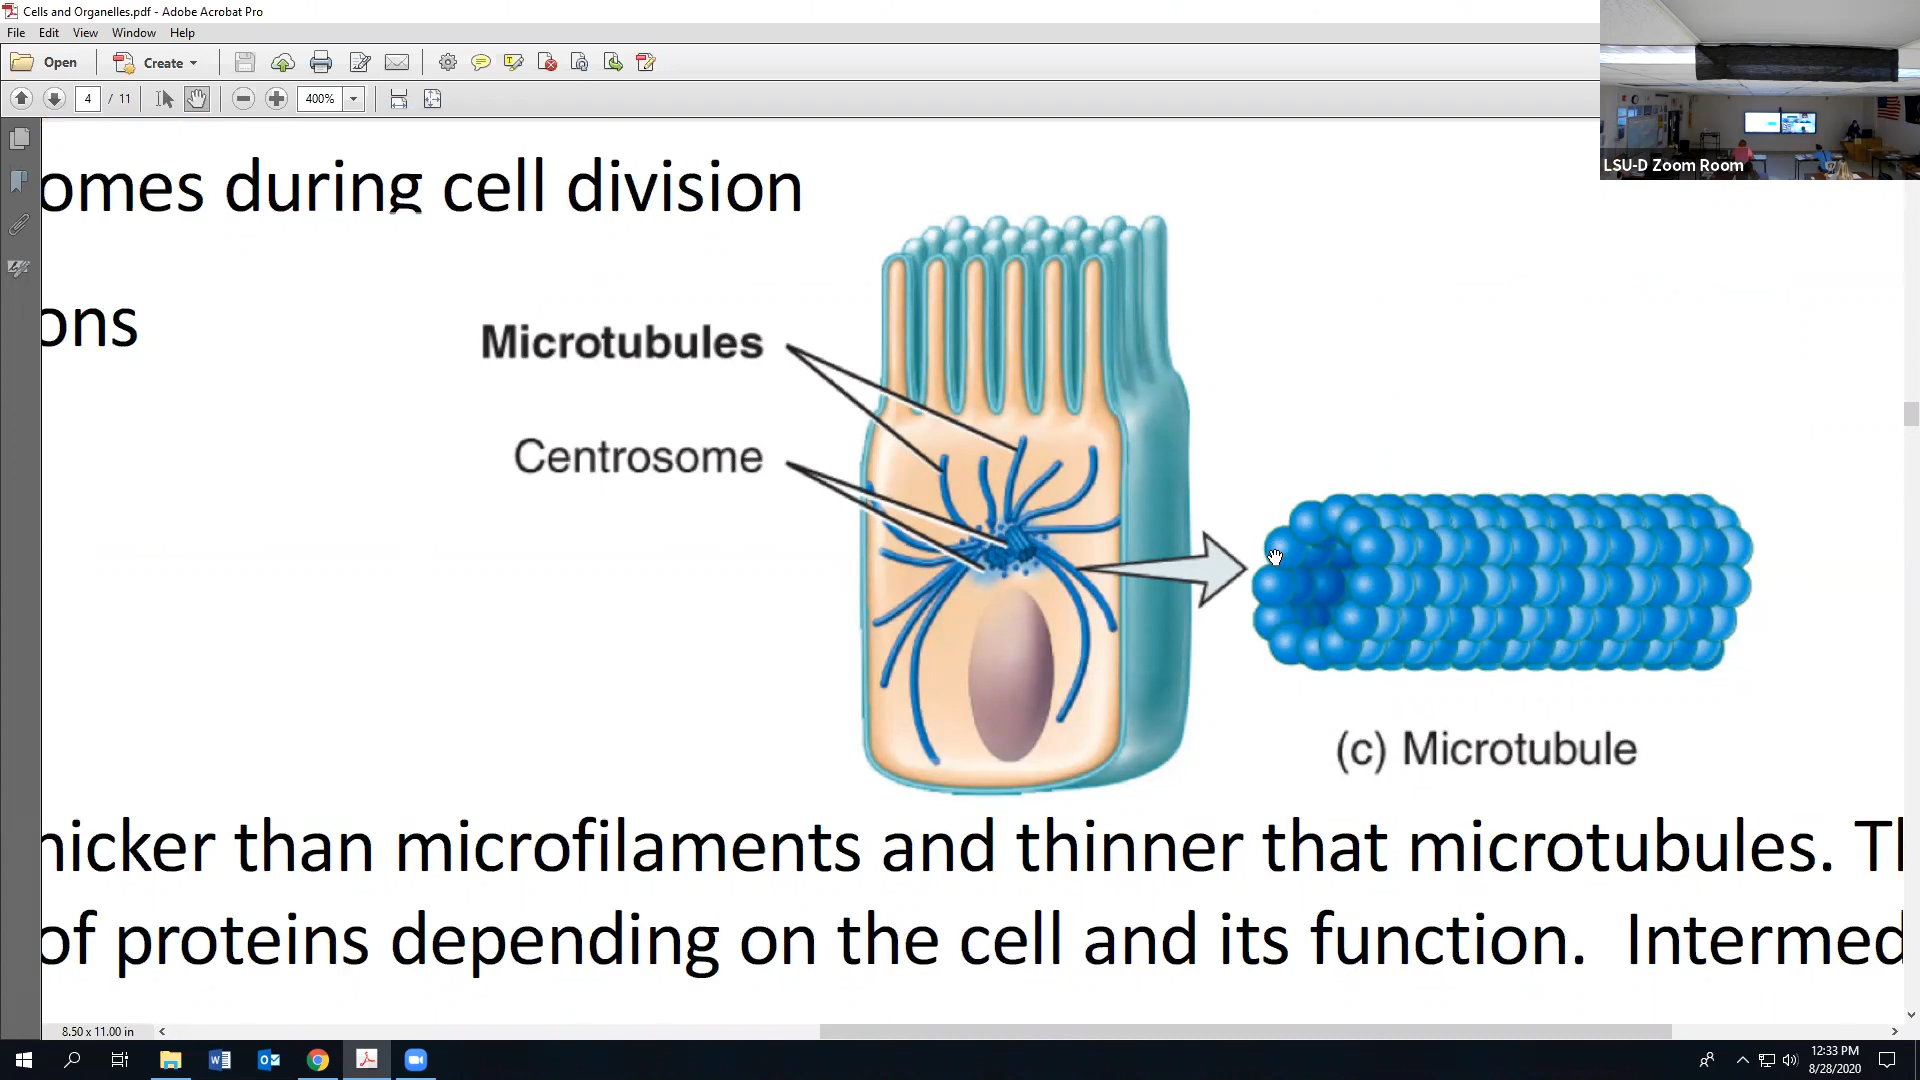 Cells and Organelles.pdf - Adobe Acrobat Pro
File Edit View Window Help
Open Create
4 / 11 400%
LSU-D Zoom Room
omes during cell division
ons
Microtubules
Centrosome
(c) Microtubule
hicker than microfilaments and thinner that microtubules. Th
of proteins depending on the cell and its function. Intermed
8.50 x 11.00 in
12:33 PM
8/28/2020